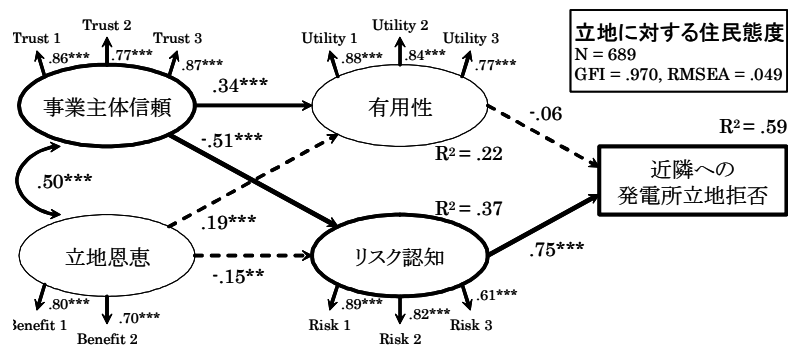 Trust 1
Trust 2
Trust 3
.86***
.77***
.87***
事業主体信頼
Utility 1
Utility 2
Utility 3
.88***
.84***
.77***
有用性
R² = .22
立地に対する住民態度
N = 689
GFI = .970, RMSEA = .049
.34***
-.51***
-.06
.50***
.19***
-.15**
.75***
R² = .59
近隣への
発電所立地拒否
立地恩恵
.80***
.70***
Benefit 1
Benefit 2
R² = .37
リスク認知
.89***
.82***
.61***
Risk 1
Risk 2
Risk 3